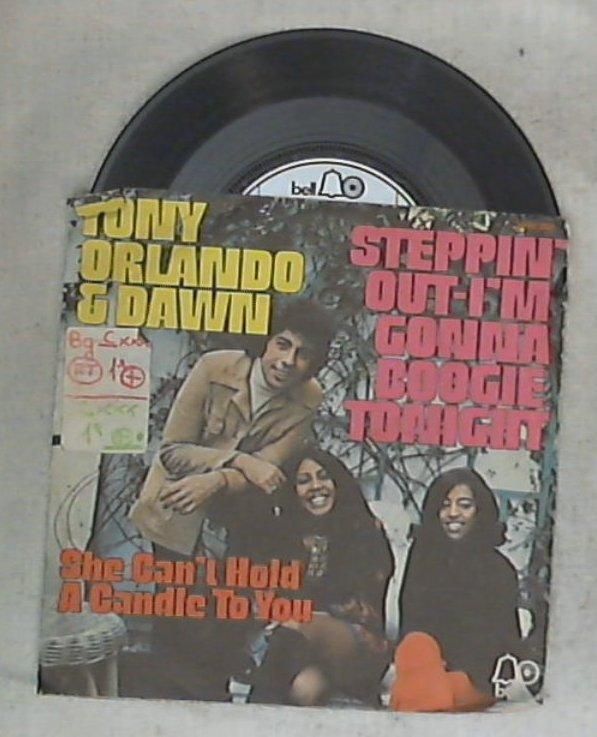 bell
TONY
ORLANDO
& DAWN
STEPPIN'
OUT-I'M
GONNA
BOOGIE
TONIGHT
She Can't Hold
A Candle To You